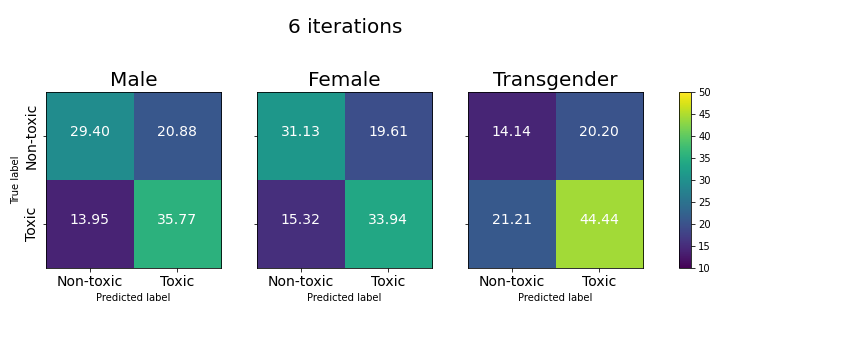 6 iterations
Male
Female
Transgender
True label
Non-toxic
Toxic
29.40 20.88
13.95 35.77
31.13 19.61
15.32 33.94
14.14 20.20
21.21 44.44
Non-toxic Toxic
Predicted label
Non-toxic Toxic
Predicted label
Non-toxic Toxic
Predicted label
50
45
40
35
30
25
20
15
10